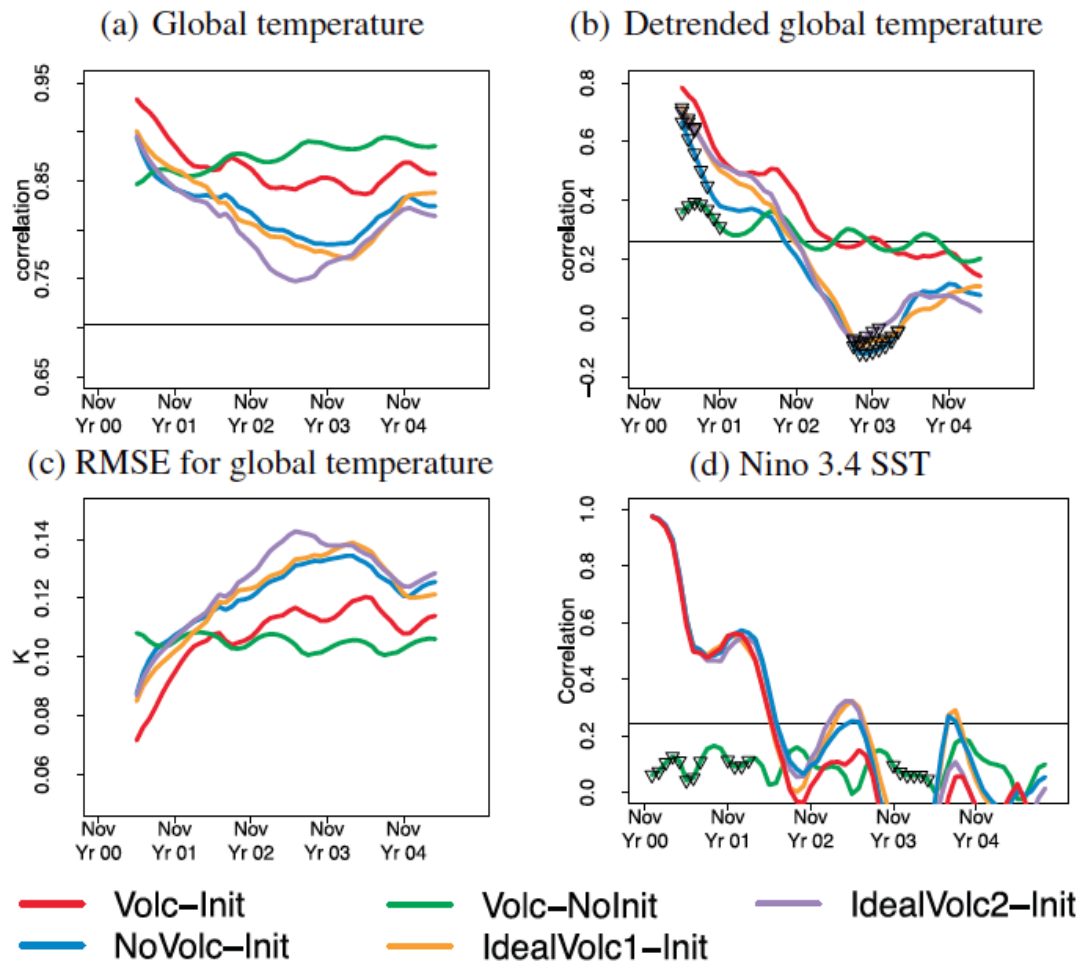 (a) Global temperature
(b) Detrended global temperature
correlation
0.95
0.85
0.75
0.65
Nov Nov Nov Nov Nov
Yr 00 Yr 01 Yr 02 Yr 03 Yr 04
correlation
0.8
0.6
0.4
0.2
0.0
−0.2
Nov Nov Nov Nov Nov
Yr 00 Yr 01 Yr 02 Yr 03 Yr 04
(c) RMSE for global temperature
(d) Nino 3.4 SST
K
0.14
0.12
0.10
0.08
0.06
Nov Nov Nov Nov Nov
Yr 00 Yr 01 Yr 02 Yr 03 Yr 04
Correlation
1.0
0.8
0.6
0.4
0.2
0.0
Nov Nov Nov Nov Nov
Yr 00 Yr 01 Yr 02 Yr 03 Yr 04
Volc−Init
Volc−NoInit
IdealVolc2−Init
NoVolc−Init
IdealVolc1−Init